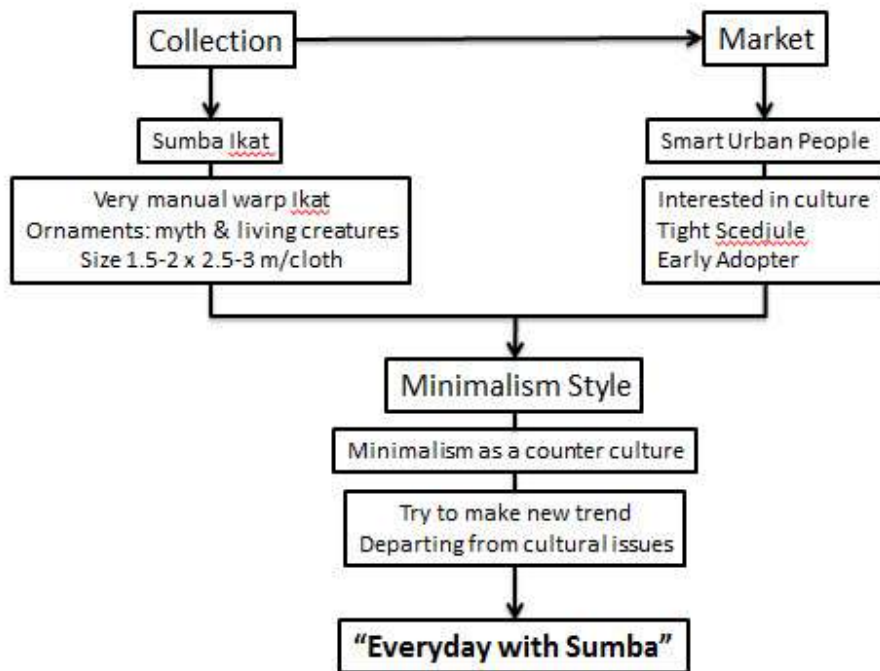 Collection
Market
Sumba Ikat
Smart Urban People
Very manual warp Ikat
Ornaments: myth & living creatures
Size 1.5-2 x 2.5-3 m/cloth
Interested in culture
Tight Scedjule
Early Adopter
Minimalism Style
Minimalism as a counter culture
Try to make new trend
Departing from cultural issues
“Everyday with Sumba”